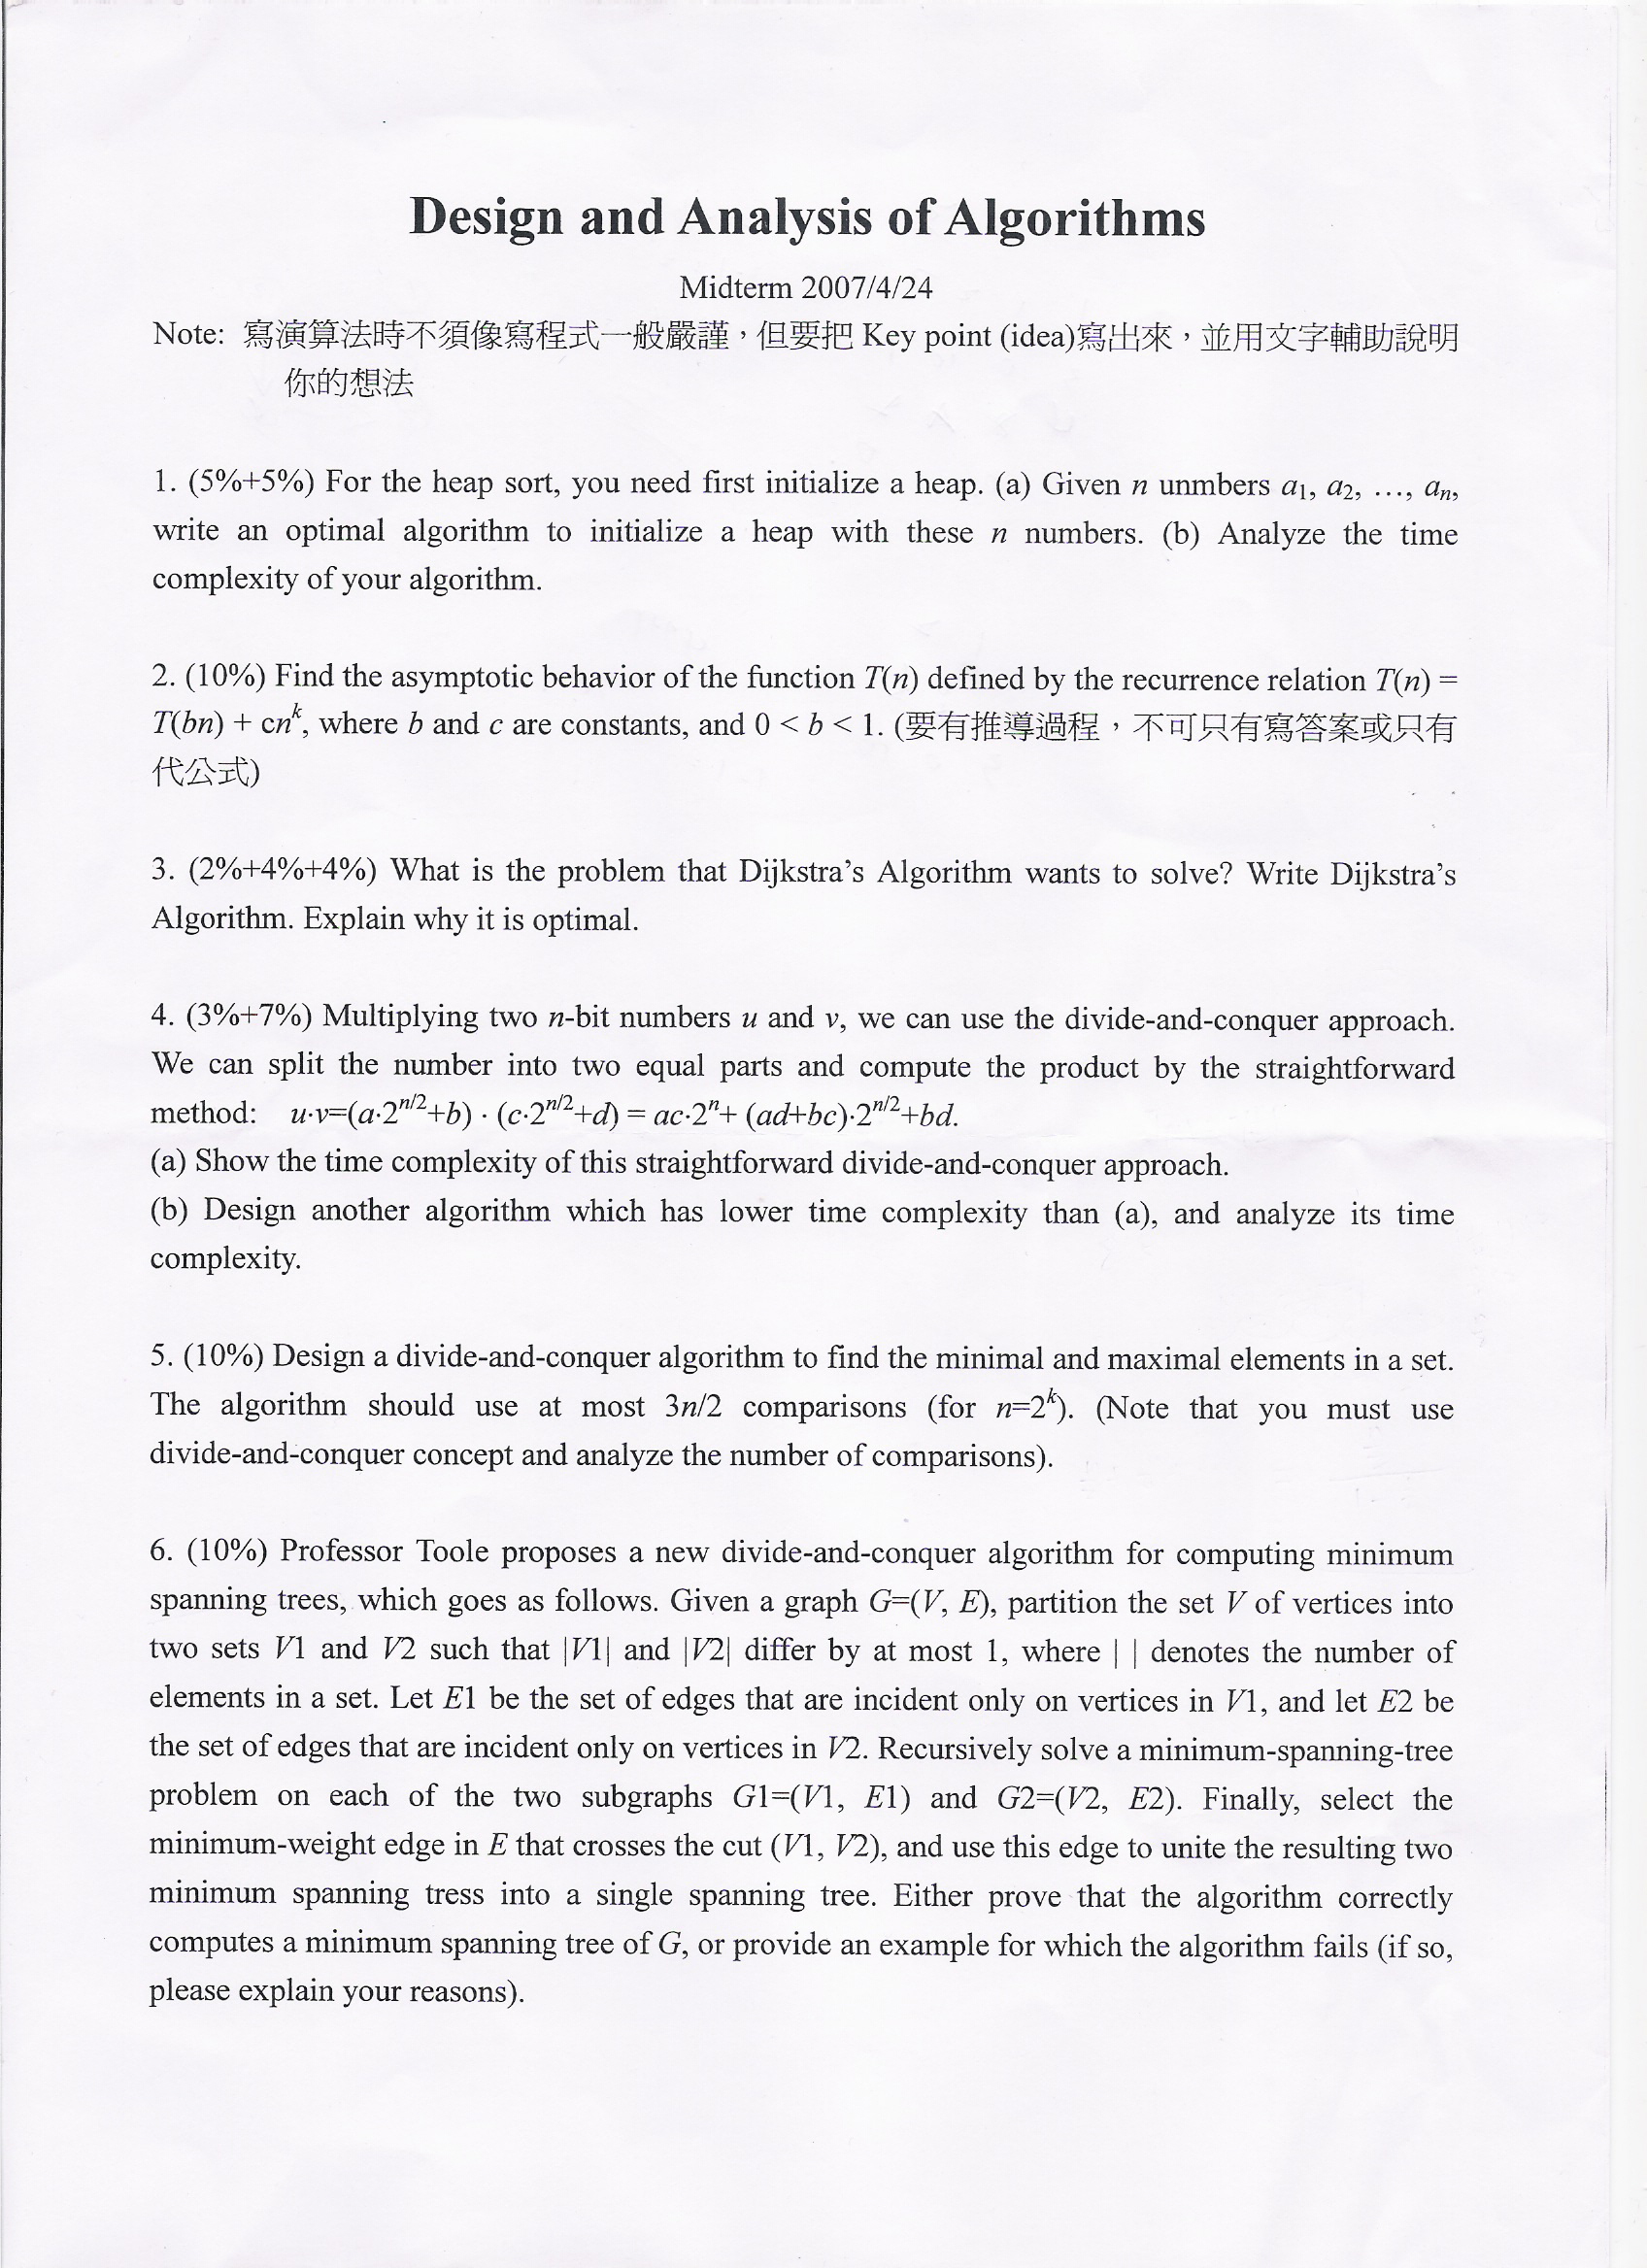 Design and Analysis of Algorithms
Midterm 2007/4/24
Note: 寫演算法時不須像寫程式一般嚴謹，但要把 Key point (idea)寫出來，並用文字輔助說明
你的想法
1. (5%+5%) For the heap sort, you need first initialize a heap. (a) Given n unmbers a1, a2, …, an,
write an optimal algorithm to initialize a heap with these n numbers. (b) Analyze the time
complexity of your algorithm.
2. (10%) Find the asymptotic behavior of the function T(n) defined by the recurrence relation T(n) =
T(bn) + cn^k, where b and c are constants, and 0 < b < 1. (要有推導過程，不可只有寫答案或只有
代公式)
3. (2%+4%+4%) What is the problem that Dijkstra’s Algorithm wants to solve? Write Dijkstra’s
Algorithm. Explain why it is optimal.
4. (3%+7%) Multiplying two n-bit numbers u and v, we can use the divide-and-conquer approach.
We can split the number into two equal parts and compute the product by the straightforward
method: u·v=(a·2^n/2+b) · (c·2^n/2+d) = ac·2^n+ (ad+bc)·2^n/2+bd.
(a) Show the time complexity of this straightforward divide-and-conquer approach.
(b) Design another algorithm which has lower time complexity than (a), and analyze its time
complexity.
5. (10%) Design a divide-and-conquer algorithm to find the minimal and maximal elements in a set.
The algorithm should use at most 3n/2 comparisons (for n=2^k). (Note that you must use
divide-and-conquer concept and analyze the number of comparisons).
6. (10%) Professor Toole proposes a new divide-and-conquer algorithm for computing minimum
spanning trees, which goes as follows. Given a graph G=(V, E), partition the set V of vertices into
two sets V1 and V2 such that |V1| and |V2| differ by at most 1, where | | denotes the number of
elements in a set. Let E1 be the set of edges that are incident only on vertices in V1, and let E2 be
the set of edges that are incident only on vertices in V2. Recursively solve a minimum-spanning-tree
problem on each of the two subgraphs G1=(V1, E1) and G2=(V2, E2). Finally, select the
minimum-weight edge in E that crosses the cut (V1, V2), and use this edge to unite the resulting two
minimum spanning tress into a single spanning tree. Either prove that the algorithm correctly
computes a minimum spanning tree of G, or provide an example for which the algorithm fails (if so,
please explain your reasons).